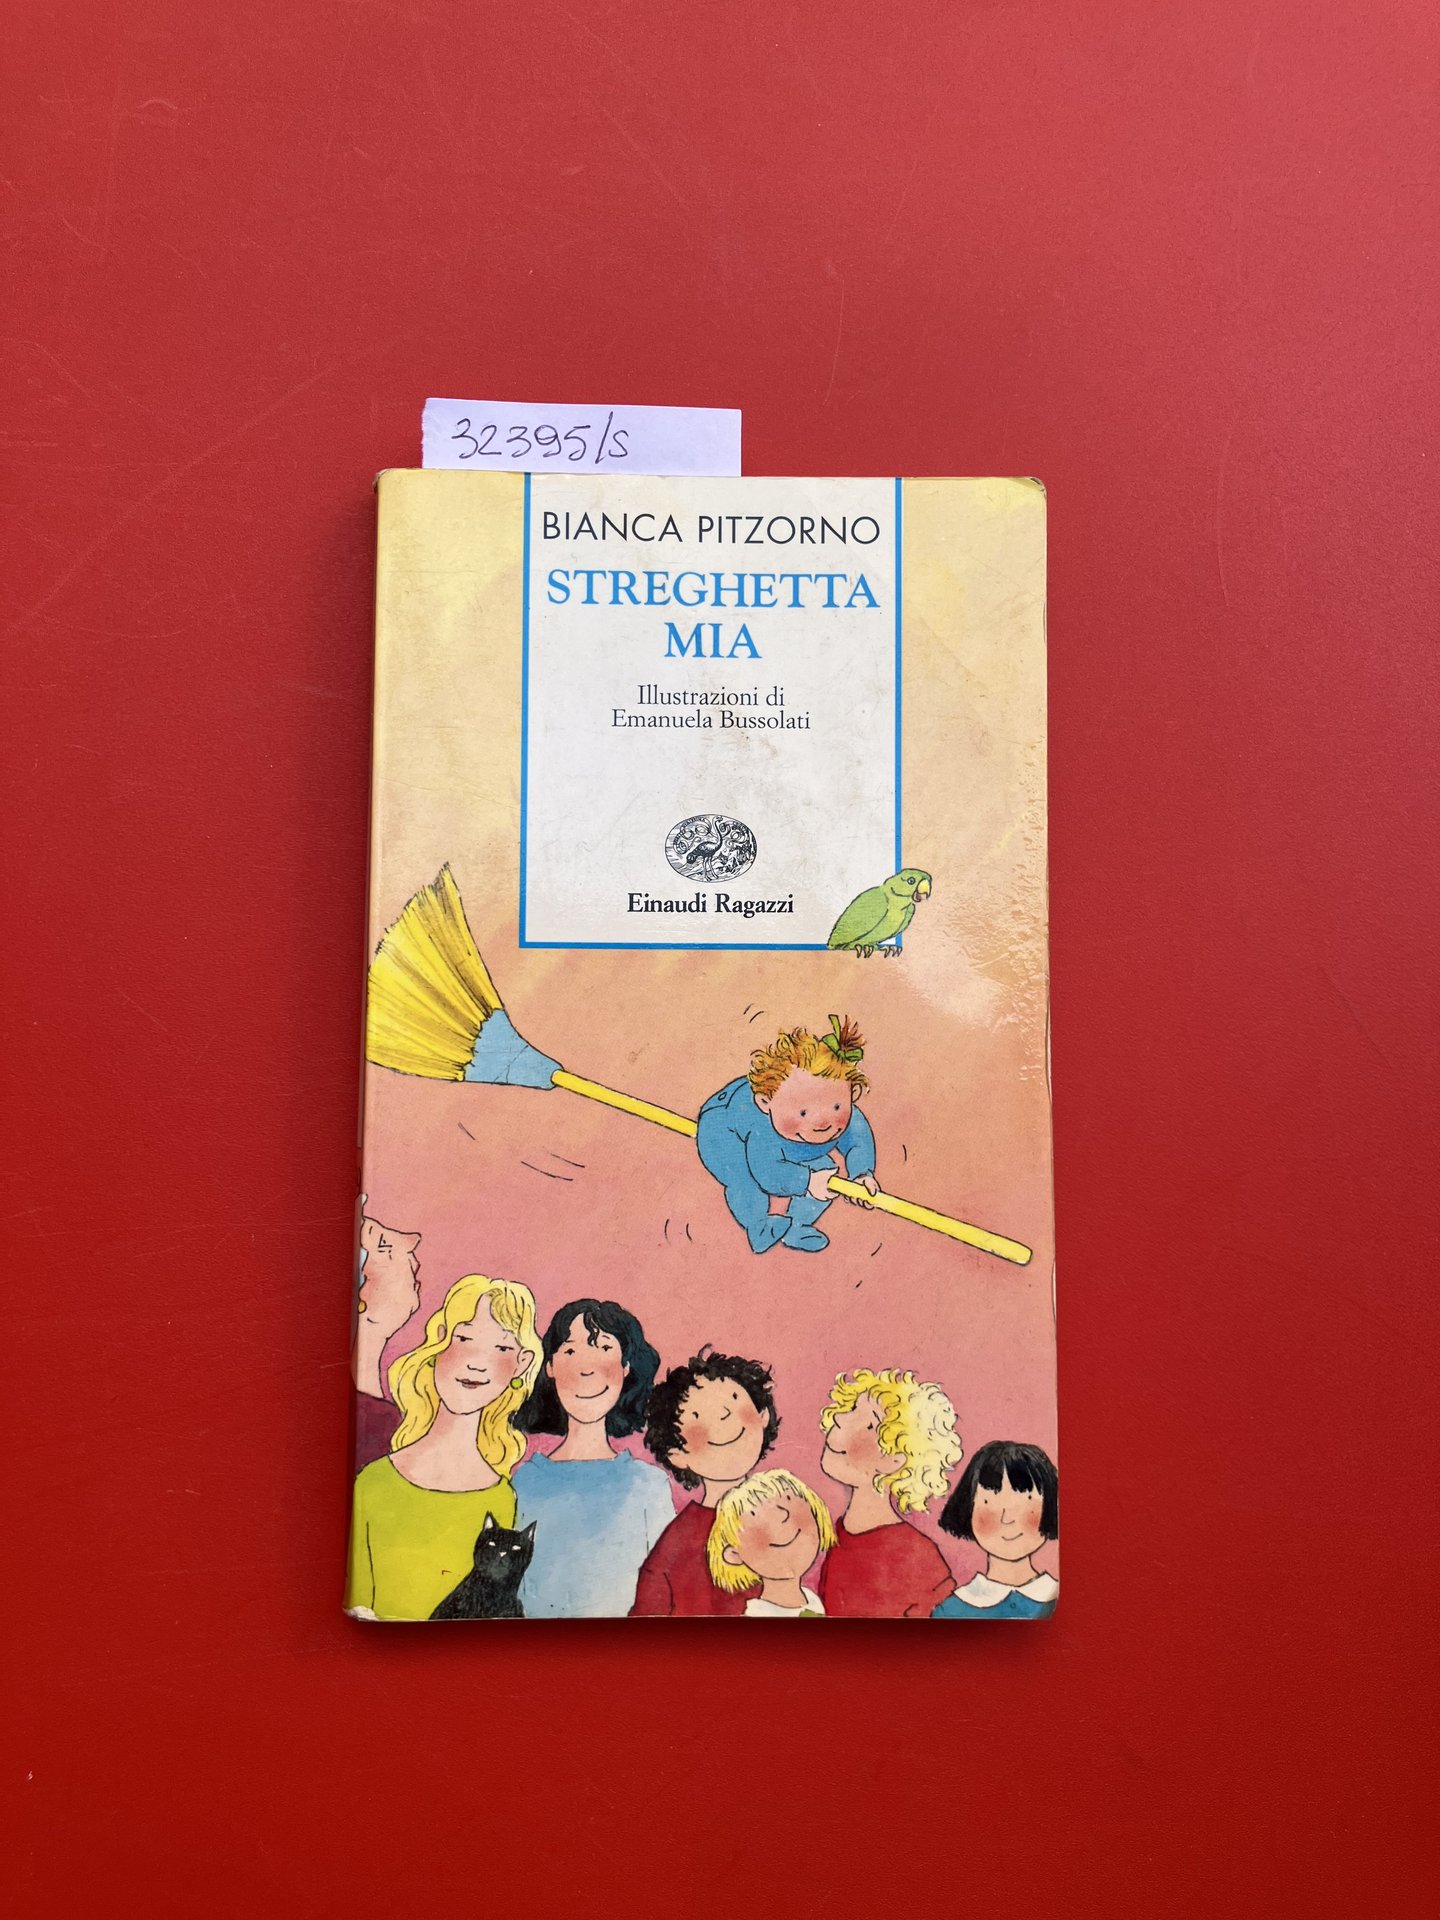 32395/s
BIANCA PITZORNO
STREGHETTA
MIA
Illustrazioni di
Emanuela Bussolati
Einaudi Ragazzi